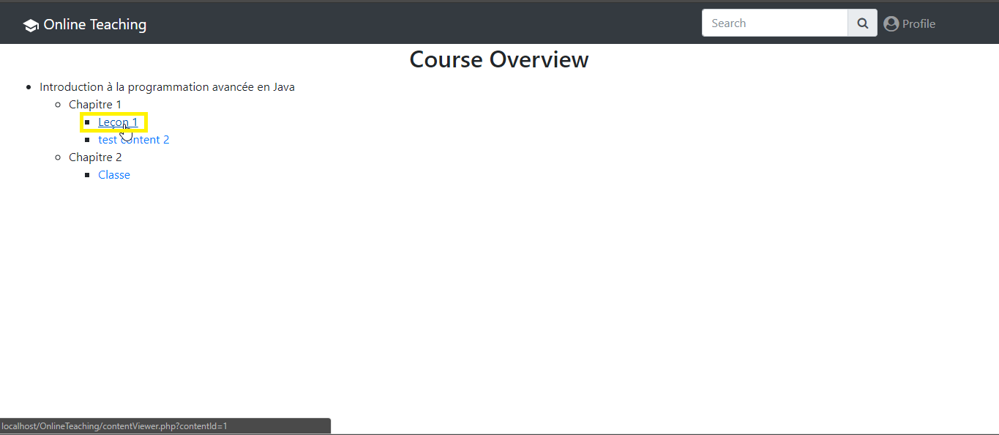 Online Teaching
Search
Profile
Course Overview
Introduction à la programmation avancée en Java
Chapitre 1
Leçon 1
test content 2
Chapitre 2
Classe
localhost/OnlineTeaching/contentViewer.php?contentId=1